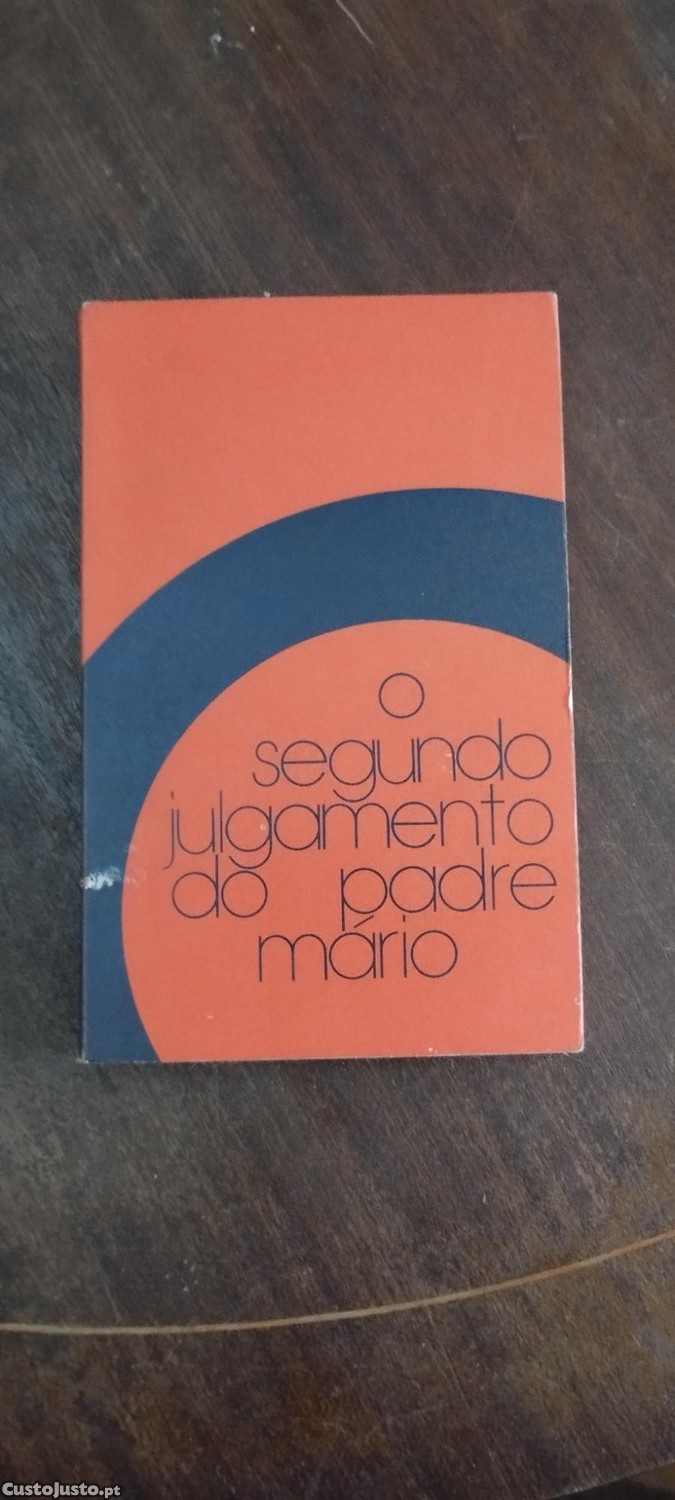 o
segundo
julgamento
do padre
mário
CustoJusto.pt